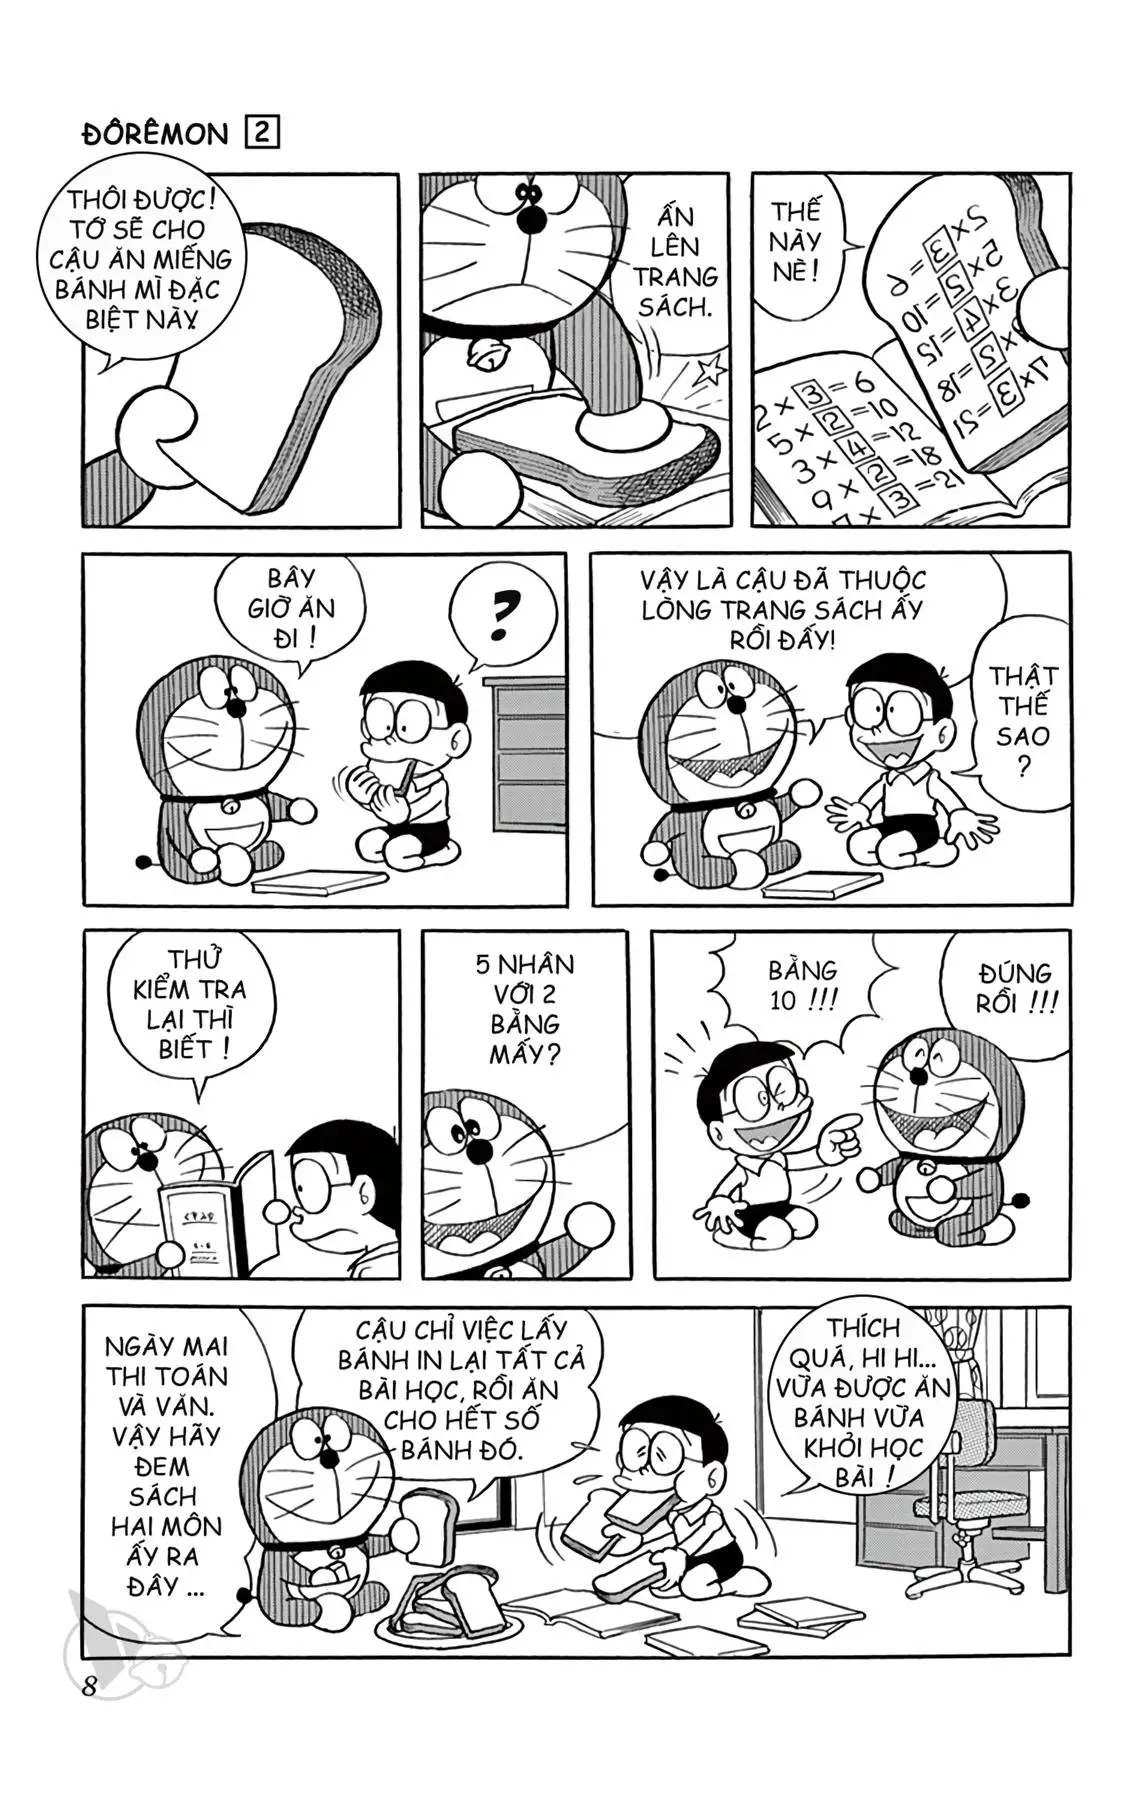 ĐÔRÊMON 2
THÔI ĐƯỢC!
TỚ SẼ CHO
CẬU ĂN MIẾNG
BÁNH MÌ ĐẶC
BIỆT NÀY.
ẤN
LÊN
TRANG
SÁCH.
THẾ
NÀY
NÈ!
2 × 3 = 6
5 × 2 = 10
3 × 4 = 12
9 × 2 = 18
7 × 3 = 21
BÂY
GIỜ ĂN
ĐI !
?
VẬY LÀ CẬU ĐÃ THUỘC
LÒNG TRANG SÁCH ẤY
RỒI ĐẤY!
THẬT
THẾ
SAO
?
THỬ
KIỂM TRA
LẠI THÌ
BIẾT !
5 NHÂN
VỚI 2
BẰNG
MẤY?
BẰNG
10 !!!
ĐÚNG
RỒI !!!
NGÀY MAI
THI TOÁN
VÀ VĂN.
VẬY HÃY
ĐEM
SÁCH
HAI MÔN
ẤY RA
ĐÂY ...
CẬU CHỈ VIỆC LẤY
BÁNH IN LẠI TẤT CẢ
BÀI HỌC, RỒI ĂN
CHO HẾT SỐ
BÁNH ĐÓ.
THÍCH
QUÁ, HI HI...
VỪA ĐƯỢC ĂN
BÁNH VỪA
KHỎI HỌC
BÀI !
8